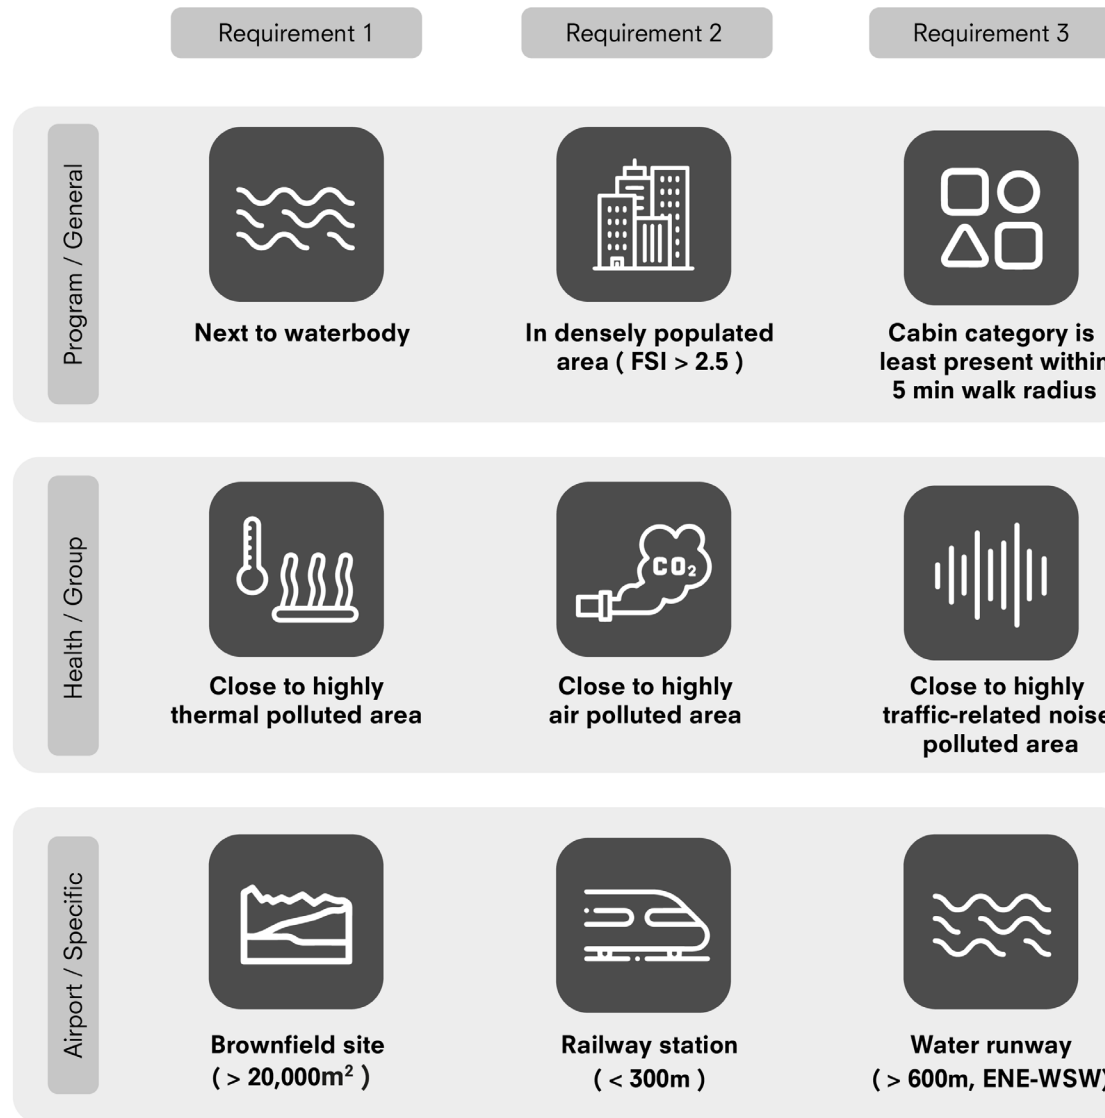 Requirement 1
Requirement 2
Requirement 3
Program / General
Next to waterbody
In densely populated
area ( FSI > 2.5 )
Cabin category is
least present within
5 min walk radius
Health / Group
CO₂
Close to highly
thermal polluted area
Close to highly
air polluted area
Close to highly
traffic-related noise
polluted area
Airport / Specific
Brownfield site
( > 20,000m² )
Railway station
( < 300m )
Water runway
( > 600m, ENE-WSW)